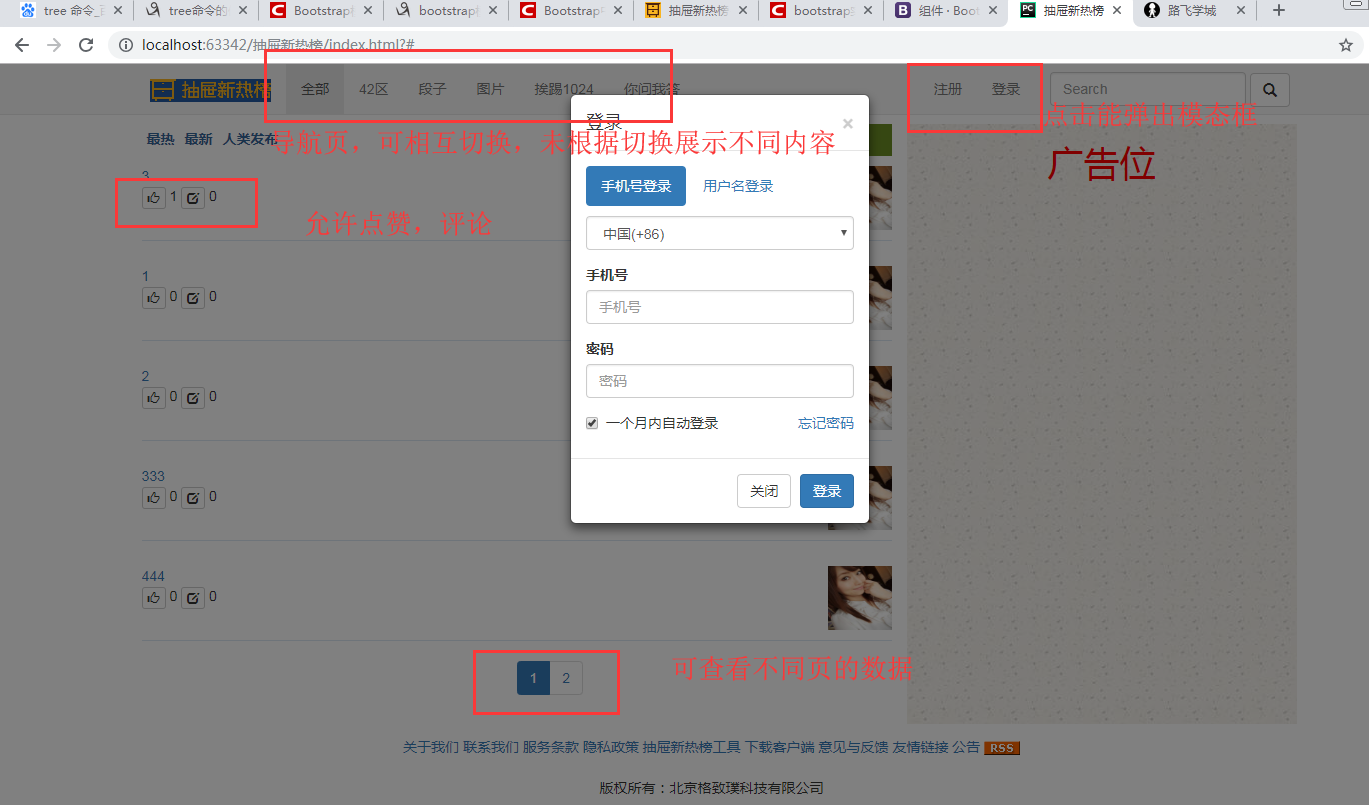 tree 命令_百
tree命令的
Bootstrap
bootstrap
Bootstrap
抽屉新热榜
bootstrap
组件 · Boot
抽屉新热榜
路飞学城
localhost:63342/抽屉新热榜/index.html?#
抽屉新热榜
全部 42区 段子 图片 挨踢1024 你问我答
注册 登录 Search
点击能弹出模态框
最热 最新 人类发布
导航页，可相互切换，未根据切换展示不同内容
广告位
登录 ×
手机号登录 用户名登录
中国(+86)
手机号
手机号
密码
密码
一个月内自动登录 忘记密码
关闭 登录
3
1 0
允许点赞，评论
1
0 0
2
0 0
333
0 0
444
0 0
1 2
可查看不同页的数据
关于我们 联系我们 服务条款 隐私政策 抽屉新热榜工具 下载客户端 意见与反馈 友情链接 公告 RSS
版权所有：北京格致璞科技有限公司